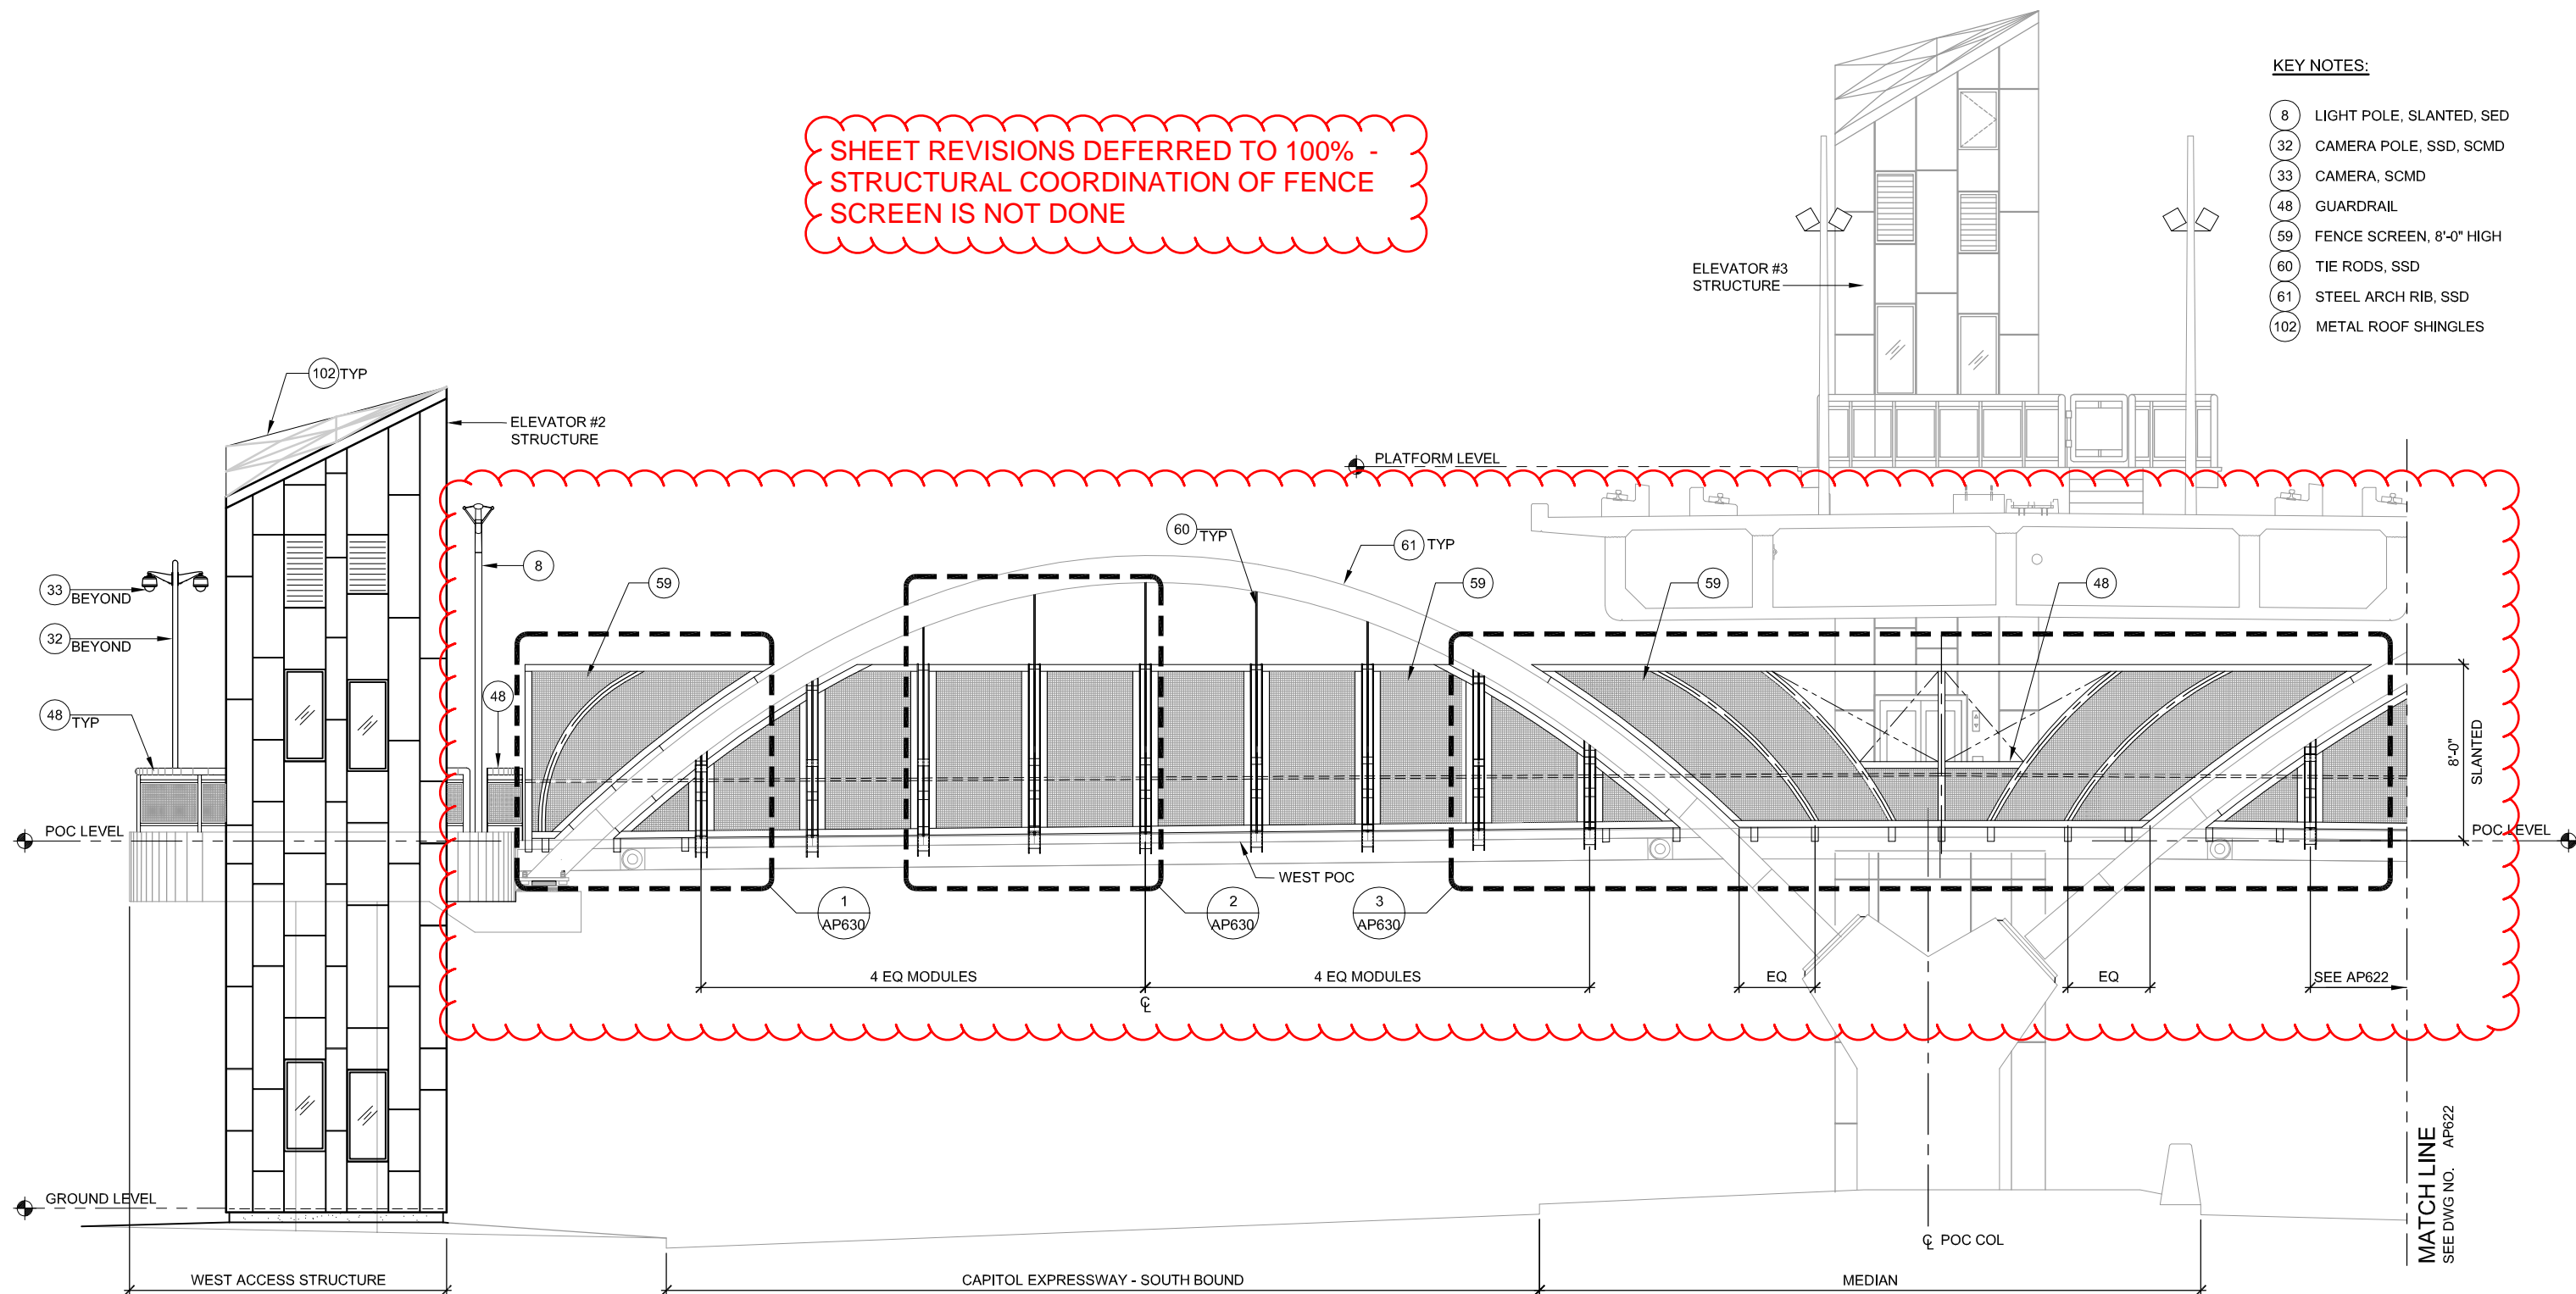 KEY NOTES:
8 LIGHT POLE, SLANTED, SED
32 CAMERA POLE, SSD, SCMD
33 CAMERA, SCMD
48 GUARDRAIL
59 FENCE SCREEN, 8'-0" HIGH
60 TIE RODS, SSD
61 STEEL ARCH RIB, SSD
102 METAL ROOF SHINGLES
SHEET REVISIONS DEFERRED TO 100% -
STRUCTURAL COORDINATION OF FENCE
SCREEN IS NOT DONE
ELEVATOR #3
STRUCTURE
102 TYP
ELEVATOR #2
STRUCTURE
PLATFORM LEVEL
60 TYP
61 TYP
8
59
59
59
48
33 BEYOND
32 BEYOND
48 TYP
48
8'-0"
SLANTED
POC LEVEL
POC LEVEL
WEST POC
1
AP630
2
AP630
3
AP630
4 EQ MODULES
4 EQ MODULES
EQ
EQ
SEE AP622
℄
GROUND LEVEL
℄ POC COL
MATCH LINE
SEE DWG NO. AP622
WEST ACCESS STRUCTURE
CAPITOL EXPRESSWAY - SOUTH BOUND
MEDIAN